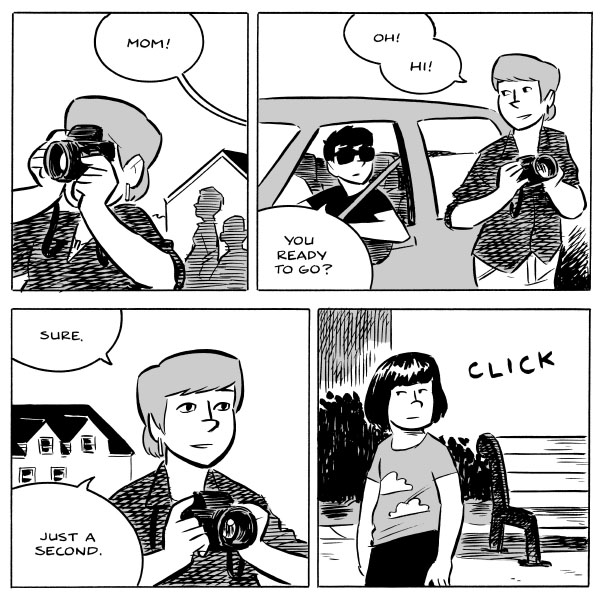 MOM!
OH!
HI!
YOU
READY
TO GO?
SURE.
JUST A
SECOND.
CLICK